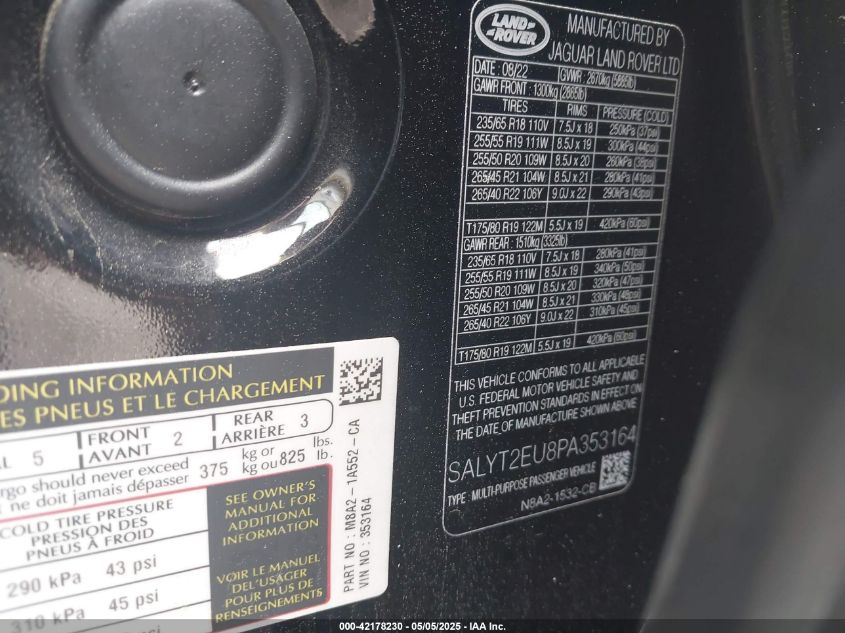 LAND ROVER
MANUFACTURED BY
JAGUAR LAND ROVER LTD
DATE : 08/22 GVWR : 2670kg (5886lb)
GAWR FRONT : 1300kg (2865lb)
TIRES RIMS PRESSURE (COLD)
235/65 R18 110V 7.5J x 18 250kPa (37psi)
255/55 R19 111W 8.5J x 19 300kPa (44psi)
255/50 R20 109W 8.5J x 20 260kPa (38psi)
265/45 R21 104W 8.5J x 21 280kPa (41psi)
265/40 R22 106Y 9.0J x 22 290kPa (43psi)
T175/80 R19 122M 5.5J x 19 420kPa (60psi)
GAWR REAR : 1510kg (3325lb)
235/65 R18 110V 7.5J x 18 280kPa (41psi)
255/55 R19 111W 8.5J x 19 340kPa (50psi)
255/50 R20 109W 8.5J x 20 320kPa (47psi)
265/45 R21 104W 8.5J x 21 330kPa (48psi)
265/40 R22 106Y 9.0J x 22 310kPa (45psi)
T175/80 R19 122M 5.5J x 19 420kPa (60psi)
THIS VEHICLE CONFORMS TO ALL APPLICABLE
U.S. FEDERAL MOTOR VEHICLE SAFETY AND
THEFT PREVENTION STANDARDS IN EFFECT ON
THE DATE OF MANUFACTURE SHOWN ABOVE.
SALYT2EU8PA353164
TYPE : MULTI-PURPOSE PASSENGER VEHICLE
N8A2-1532-CB
DING INFORMATION
ES PNEUS ET LE CHARGEMENT
AL 5 FRONT AVANT 2 REAR ARRIÈRE 3
rgo should never exceed 375 kg or 825 lbs.
ne doit jamais dépasser kg ou lb.
COLD TIRE PRESSURE
PRESSION DES
PNEUS À FROID
290 kPa 43 psi
310 kPa 45 psi
psi
SEE OWNER'S
MANUAL FOR
ADDITIONAL
INFORMATION
VOIR LE MANUEL
DEL'USAGER
POUR PLUS DE
RENSEIGNEMENTS
PART NO : M8A2 - 1A552 - CA
VIN NO : 353164
000-42178230 - 05/05/2025 - IAA Inc.